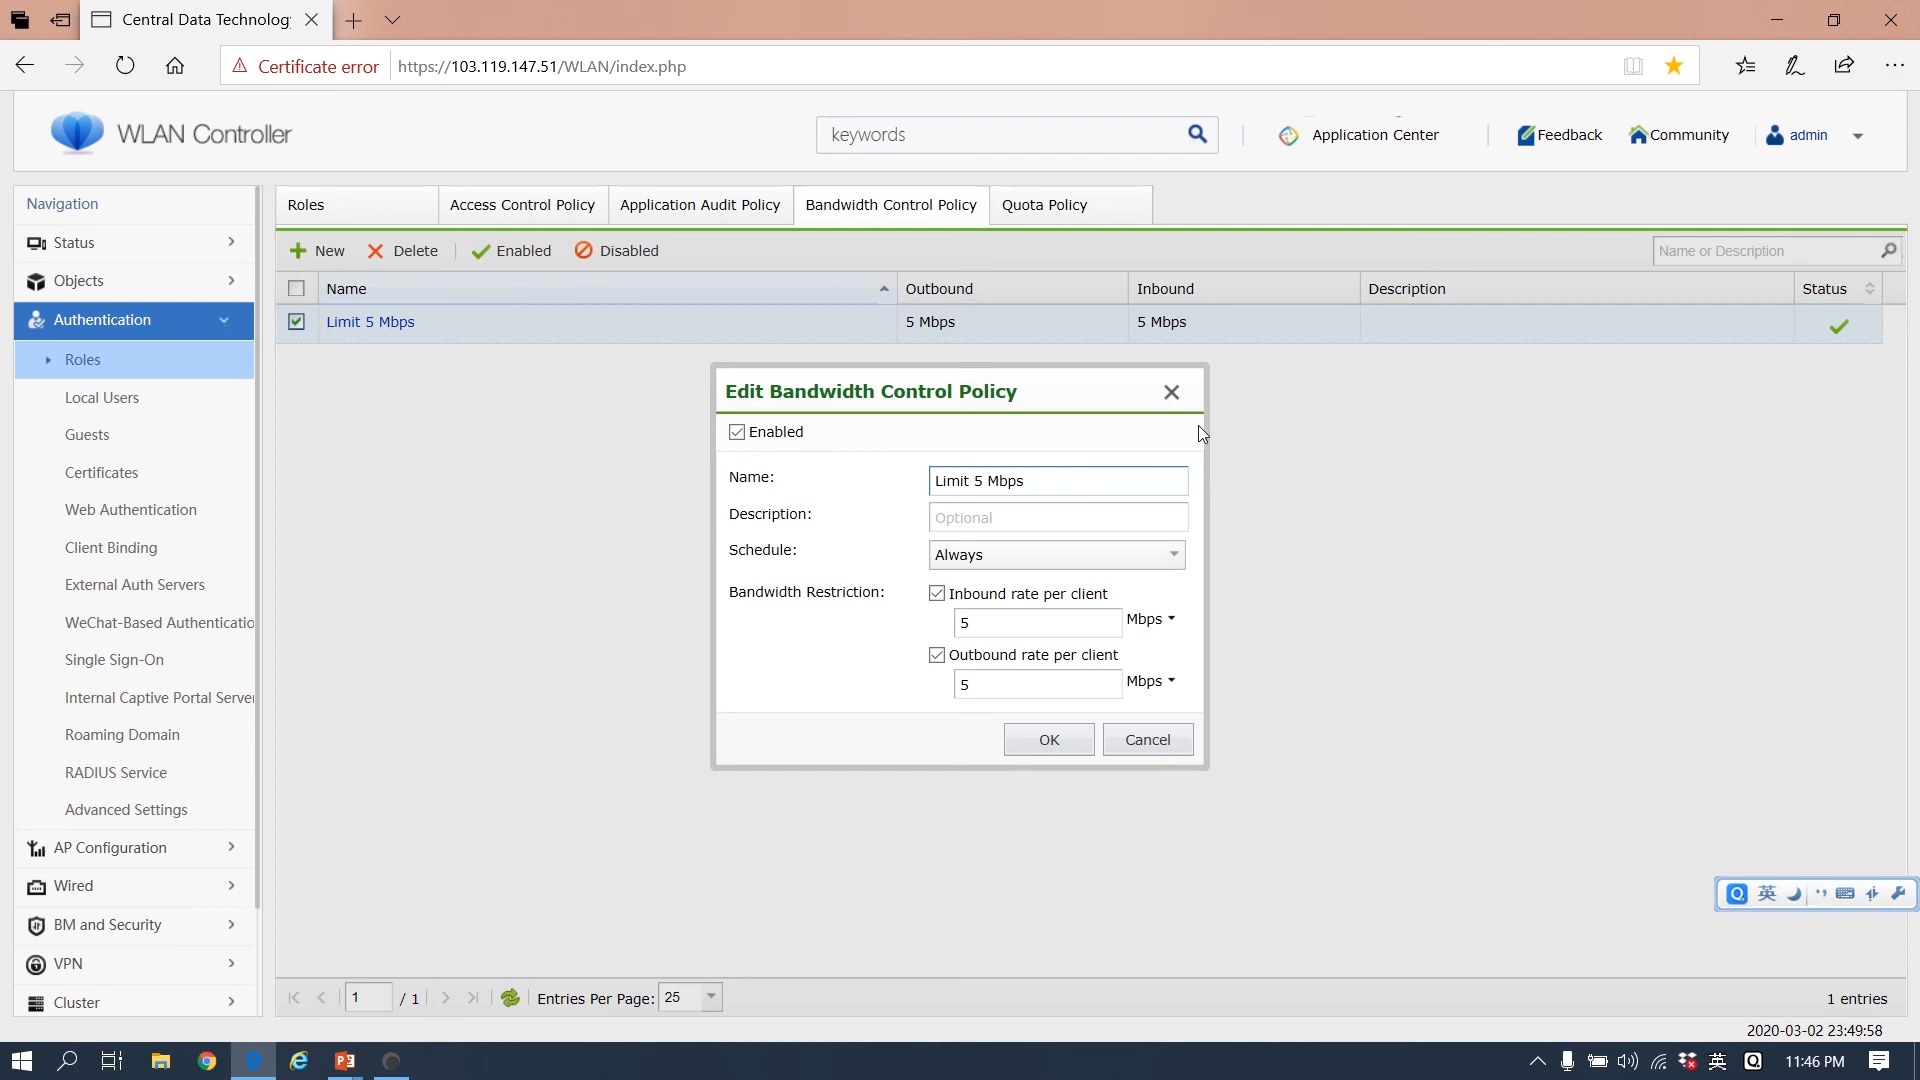 Central Data Technology
Certificate error
https://103.119.147.51/WLAN/index.php
WLAN Controller
keywords
Application Center
Feedback
Community
admin
Navigation
Status
Objects
Authentication
Roles
Local Users
Guests
Certificates
Web Authentication
Client Binding
External Auth Servers
WeChat-Based Authenticatio
Single Sign-On
Internal Captive Portal Server
Roaming Domain
RADIUS Service
Advanced Settings
AP Configuration
Wired
BM and Security
VPN
Cluster
Roles
Access Control Policy
Application Audit Policy
Bandwidth Control Policy
Quota Policy
New
Delete
Enabled
Disabled
Name or Description
Name
Outbound
Inbound
Description
Status
Limit 5 Mbps
5 Mbps
5 Mbps
Edit Bandwidth Control Policy
Enabled
Name:
Limit 5 Mbps
Description:
Optional
Schedule:
Always
Bandwidth Restriction:
Inbound rate per client
5
Mbps
Outbound rate per client
5
Mbps
OK
Cancel
英
1
/ 1
Entries Per Page:
25
1 entries
2020-03-02 23:49:58
英
11:46 PM